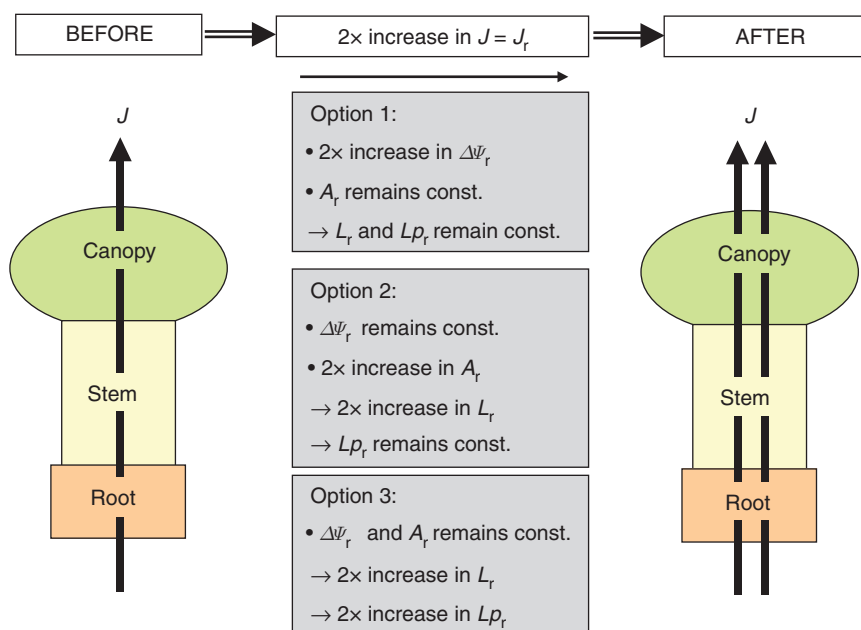 BEFORE
2× increase in J = Jr
AFTER
J
Canopy
Stem
Root
Option 1:
• 2× increase in ΔΨr
• Ar remains const.
→ Lr and Lpr remain const.
Option 2:
• ΔΨr remains const.
• 2× increase in Ar
→ 2× increase in Lr
→ Lpr remains const.
Option 3:
• ΔΨr and Ar remains const.
→ 2× increase in Lr
→ 2× increase in Lpr
J
Canopy
Stem
Root